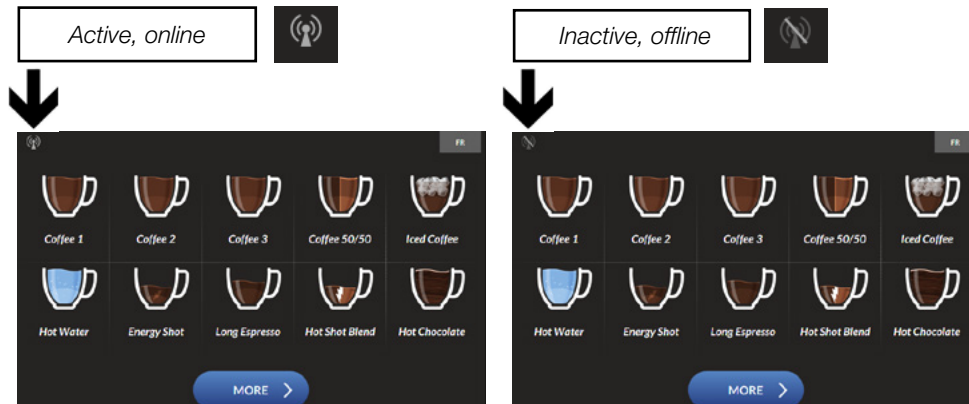 Active, online
Inactive, offline
FR
Coffee 1 Coffee 2 Coffee 3 Coffee 50/50 Iced Coffee
Hot Water Energy Shot Long Espresso Hot Shot Blend Hot Chocolate
MORE
FR
Coffee 1 Coffee 2 Coffee 3 Coffee 50/50 Iced Coffee
Hot Water Energy Shot Long Espresso Hot Shot Blend Hot Chocolate
MORE